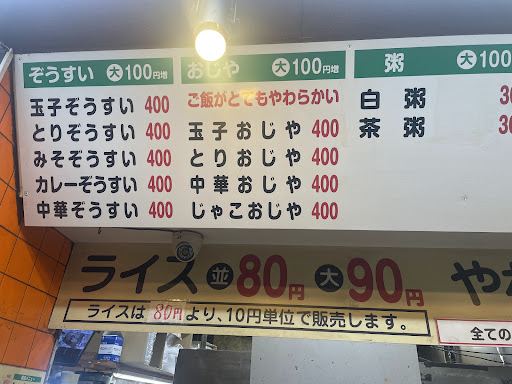 ぞうすい 大100円増
玉子ぞうすい 400
とりぞうすい 400
みそぞうすい 400
カレーぞうすい 400
中華ぞうすい 400
おじや 大100円増
ご飯がとてもやわらかい
玉子おじや 400
とりおじや 400
中華おじや 400
じゃこおじや 400
粥 大100
白粥
茶粥
ライス 並80円 大90円 や
ライスは80円より、10円単位で販売します。
全ての